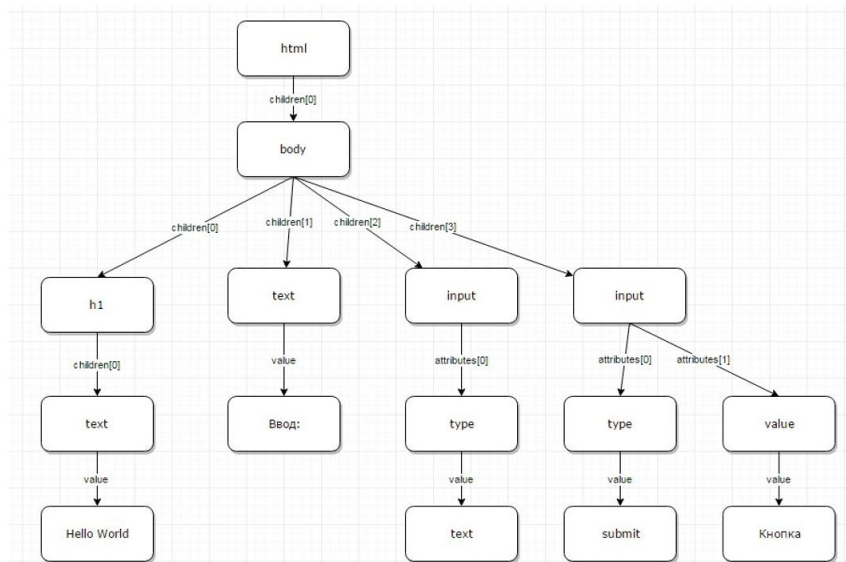 html
children[0]
body
children[0]
children[1]
children[2]
children[3]
h1
text
input
input
children[0]
value
attributes[0]
attributes[0]
attributes[1]
text
Ввод:
type
type
value
value
value
value
value
Hello World
text
submit
Кнопка